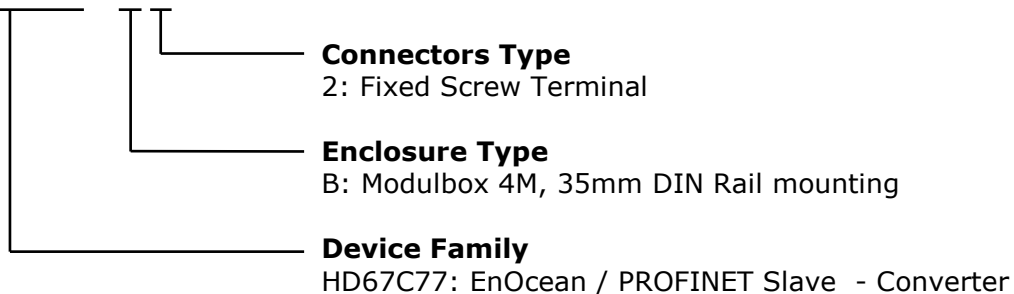 Connectors Type
2: Fixed Screw Terminal
Enclosure Type
B: Modulbox 4M, 35mm DIN Rail mounting
Device Family
HD67C77: EnOcean / PROFINET Slave - Converter